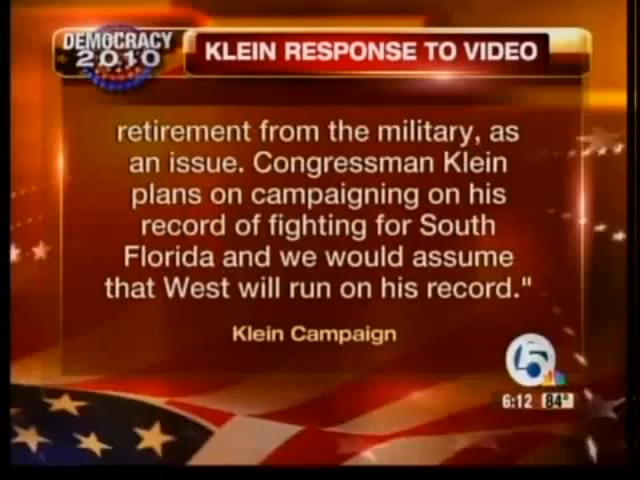 DEMOCRACY
2010
KLEIN RESPONSE TO VIDEO
retirement from the military, as
an issue. Congressman Klein
plans on campaigning on his
record of fighting for South
Florida and we would assume
that West will run on his record."
Klein Campaign
5
6:12 84°